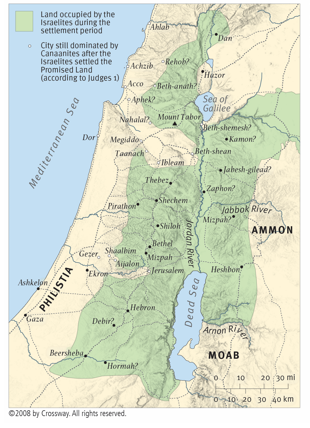 Land occupied by the
Israelites during the
settlement period
City still dominated by
Canaanites after the
Israelites settled the
Promised Land
(according to Judges 1)
Ahlab
Dan
Achzib
Rehob?
Hazor
Acco
Beth-anath?
Aphek?
Sea of
Galilee
Nahalal?
Mount Tabor
Mediterranean Sea
Beth-shemesh?
Dor
Megiddo
Kamon?
Taanach
Beth-shean
Ibleam
Jabesh-gilead?
Thebez
Zaphon?
Shechem
Pirathon
Jabbok River
Mizpah?
Shiloh
Jordan River
AMMON
Bethel
Shaalbim
Mizpah
Gezer
Aijalon
Heshbon
Jerusalem
Ekron
Ashkelon
PHILISTIA
Dead Sea
Gaza
Hebron
Debir?
Arnon River
Beersheba
MOAB
Hormah?
0 10 20 30 mi
0 10 20 30 40 km
©2008 by Crossway. All rights reserved.